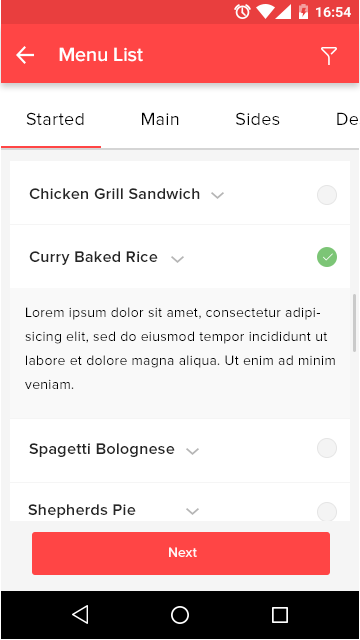 16:54
Menu List
Started Main Sides De
Chicken Grill Sandwich
Curry Baked Rice
Lorem ipsum dolor sit amet, consectetur adipi-
sicing elit, sed do eiusmod tempor incididunt ut
labore et dolore magna aliqua. Ut enim ad minim
veniam.
Spagetti Bolognese
Shepherds Pie
Next